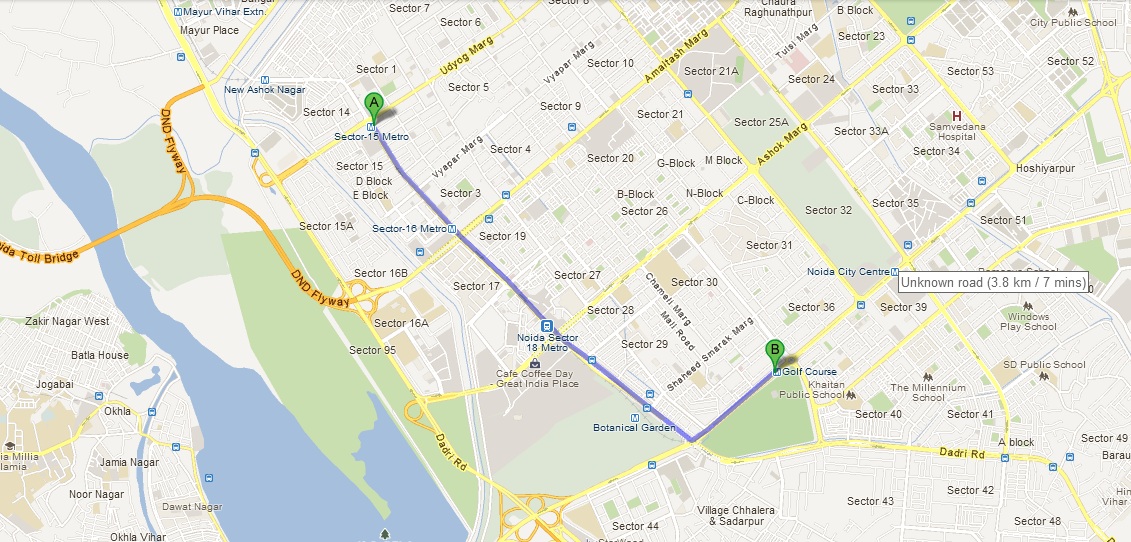 Mayur Vihar Extn.
Mayur Place
Sector 7
Sector 6
Raghunathpur
B Block
City Public School
Sector 23
Tulsi Marg
Udyog Marg
Vyapar Marg
Amaltash Marg
Sector 10
Sector 1
Sector 5
Sector 21A
Sector 24
Sector 53
Sector 52
New Ashok Nagar
Sector 33
Sector 14
A
Sector 9
Sector 21
Sector 25A
Sector 33A
H
Samvedana
Hospital
DND Flyway
Sector-15 Metro
Vyapar Marg
Sector 4
Sector 20
G-Block
M Block
Ashok Marg
Sector 34
Hoshiyarpur
Sector 15
D Block
E Block
Sector 3
B-Block
N-Block
C-Block
Sector 26
Sector 32
Sector 35
Sector 51
Sector 15A
Sector-16 Metro
Sector 19
Sector 31
Toll Bridge
DND Flyway
Sector 16B
Sector 27
Sector 30
Chameli Marg
Mall Road
Noida City Centre
Unknown road (3.8 km / 7 mins)
Sector 17
Sector 28
Sector 36
Sector 39
Windows
Play School
Zakir Nagar West
Sector 16A
Noida Sector
18 Metro
Sector 29
Shaheed Smarak Marg
B
Batla House
Sector 95
Cafe Coffee Day
- Great India Place
Golf Course
Khaitan
Public School
The Millennium
School
SD Public School
Jogabai
Okhla
Botanical Garden
Sector 40
Sector 41
A block
Sector 49
Jamia Nagar
Dadri Rd
Dadri Rd
Noor Nagar
Dawat Nagar
Sector 42
Sector 43
Village Chhalera
& Sadarpur
Sector 44
Sector 48
Okhla Vihar